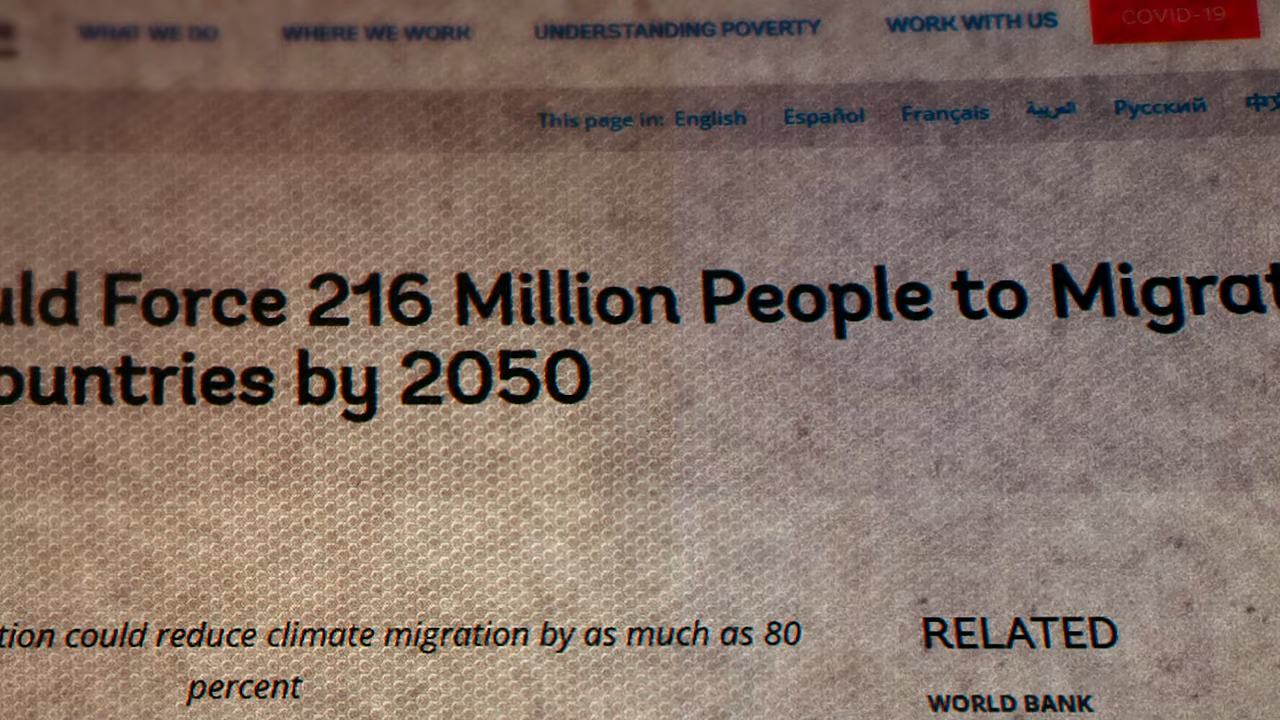 WHAT WE DO WHERE WE WORK UNDERSTANDING POVERTY WORK WITH US COVID-19
This page in: English Español Français العربية Русский 中文
uld Force 216 Million People to Migrat
ountries by 2050
tion could reduce climate migration by as much as 80
percent
RELATED
WORLD BANK